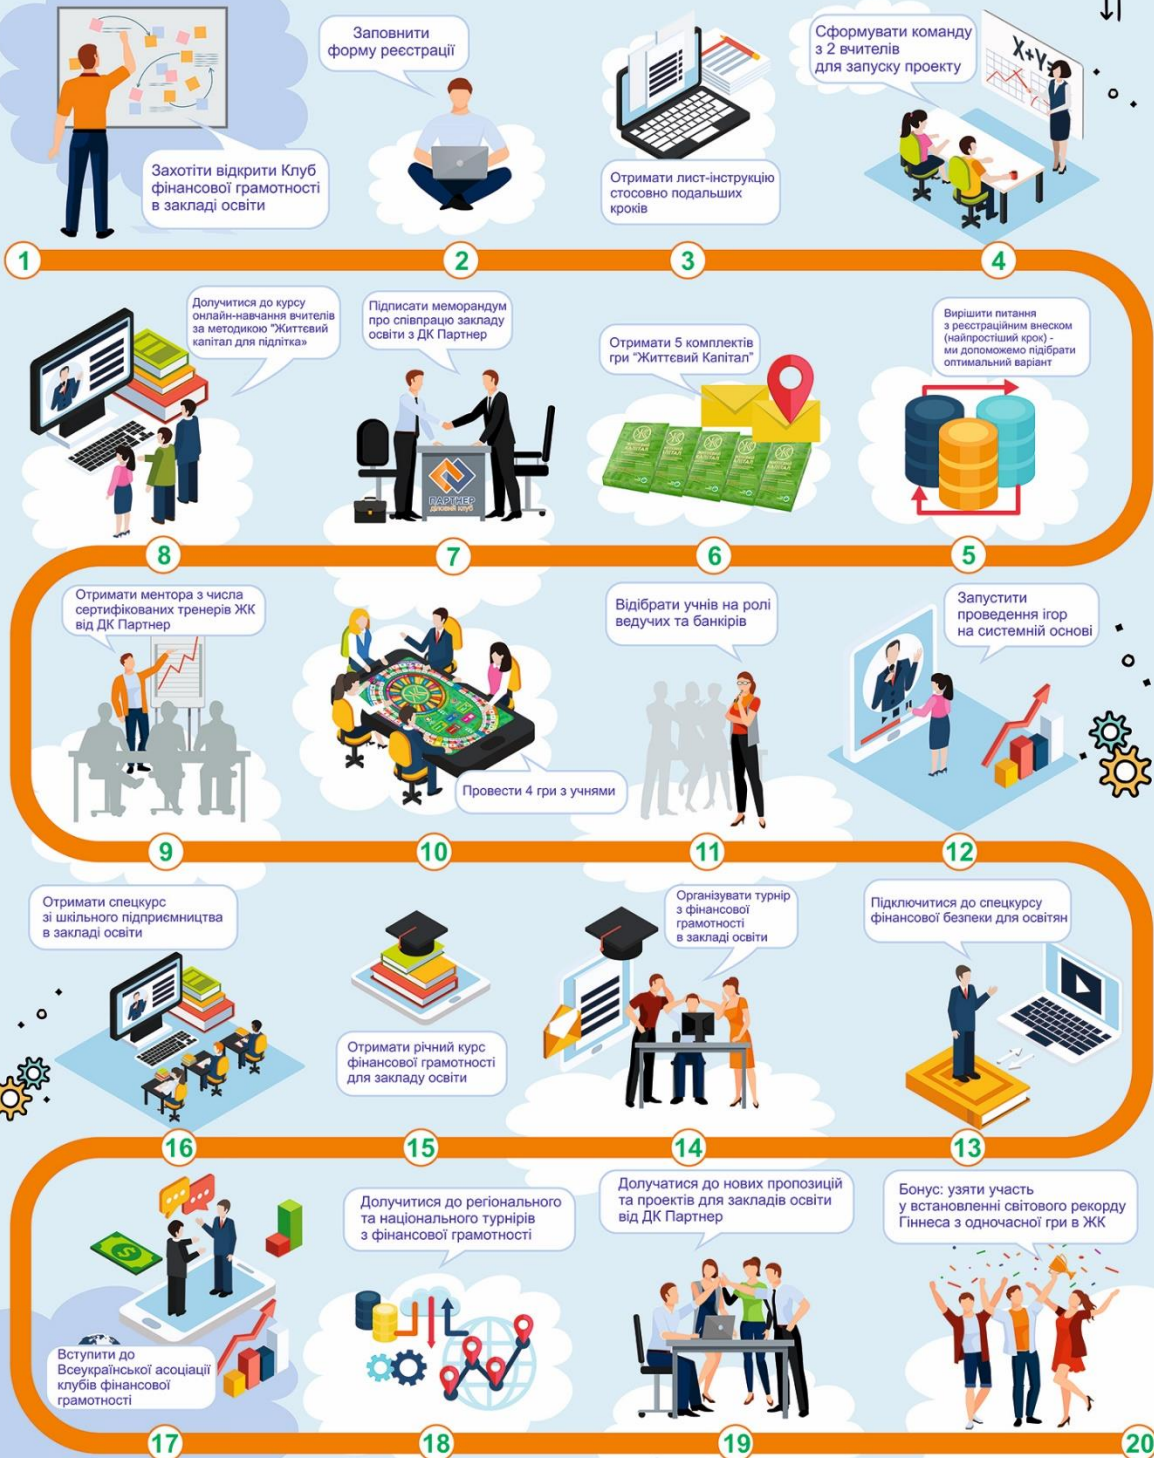 Захотіти відкрити Клуб
фінансової грамотності
в закладі освіти
1
Заповнити
форму реєстрації
2
Отримати лист-інструкцію
стосовно подальших
кроків
3
Сформувати команду
з 2 вчителів
для запуску проекту
X+Y=
4
Вирішити питання
з реєстраційним внеском
(найпростіший крок) -
ми допоможемо підібрати
оптимальний варіант
5
Отримати 5 комплектів
гри "Життєвий Капітал"
6
Підписати меморандум
про співпрацю закладу
освіти з ДК Партнер
ПАРТНЕР
ДІЛОВИЙ КЛУБ
7
Долучитися до курсу
онлайн-навчання вчителів
за методикою "Життєвий
капітал для підлітка»
8
Отримати ментора з числа
сертифікованих тренерів ЖК
від ДК Партнер
9
Провести 4 гри з учнями
10
Відібрати учнів на ролі
ведучих та банкірів
11
Запустити
проведення ігор
на системній основі
12
Підключитися до спецкурсу
фінансової безпеки для освітян
13
Організувати турнір
з фінансової
грамотності
в закладі освіти
14
Отримати річний курс
фінансової грамотності
для закладу освіти
15
Отримати спецкурс
зі шкільного підприємництва
в закладі освіти
16
Вступити до
Всеукраїнської асоціації
клубів фінансової
грамотності
17
Долучитися до регіонального
та національного турнірів
з фінансової грамотності
18
Долучатися до нових пропозицій
та проектів для закладів освіти
від ДК Партнер
19
Бонус: узяти участь
у встановленні світового рекорду
Гіннеса з одночасної гри в ЖК
20